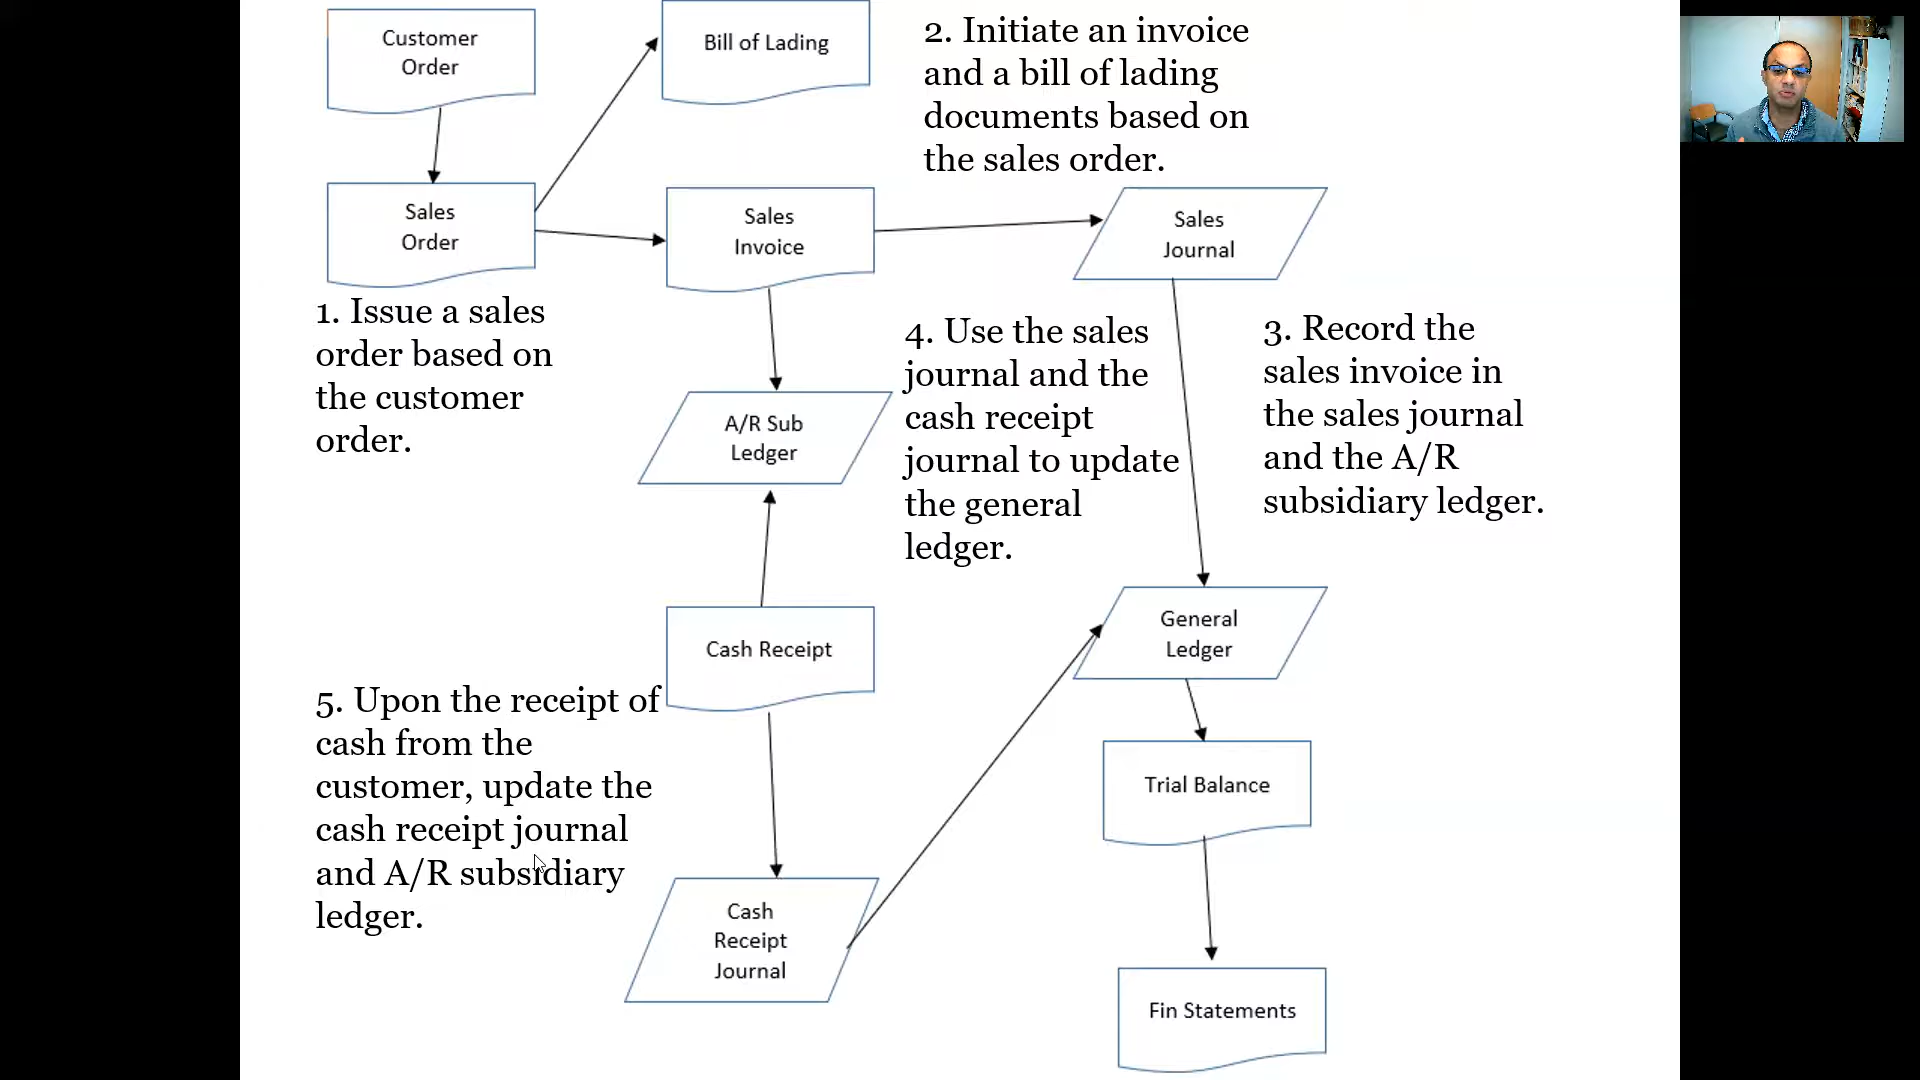 Customer
Order
Bill of Lading
2. Initiate an invoice
and a bill of lading
documents based on
the sales order.
Sales
Order
Sales
Invoice
Sales
Journal
1. Issue a sales
order based on
the customer
order.
A/R Sub
Ledger
4. Use the sales
journal and the
cash receipt
journal to update
the general
ledger.
3. Record the
sales invoice in
the sales journal
and the A/R
subsidiary ledger.
Cash Receipt
General
Ledger
5. Upon the receipt of
cash from the
customer, update the
cash receipt journal
and A/R subsidiary
ledger.
Trial Balance
Cash
Receipt
Journal
Fin Statements